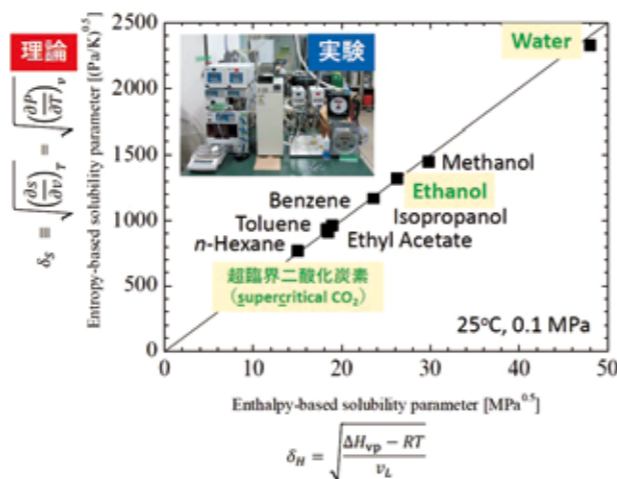 理論
実験
δS ≡ √(∂s/∂v)T = √(∂P/∂T)v
Entropy-based solubility parameter [(Pa/K)^0.5]
2500
2000
1500
1000
500
0
Water
Methanol
Ethanol
Benzene
Isopropanol
Toluene
Ethyl Acetate
n-Hexane
超臨界二酸化炭素
(supercritical CO2)
25°C, 0.1 MPa
0 10 20 30 40 50
Enthalpy-based solubility parameter [MPa^0.5]
δH = √(ΔHvp − RT / vL)